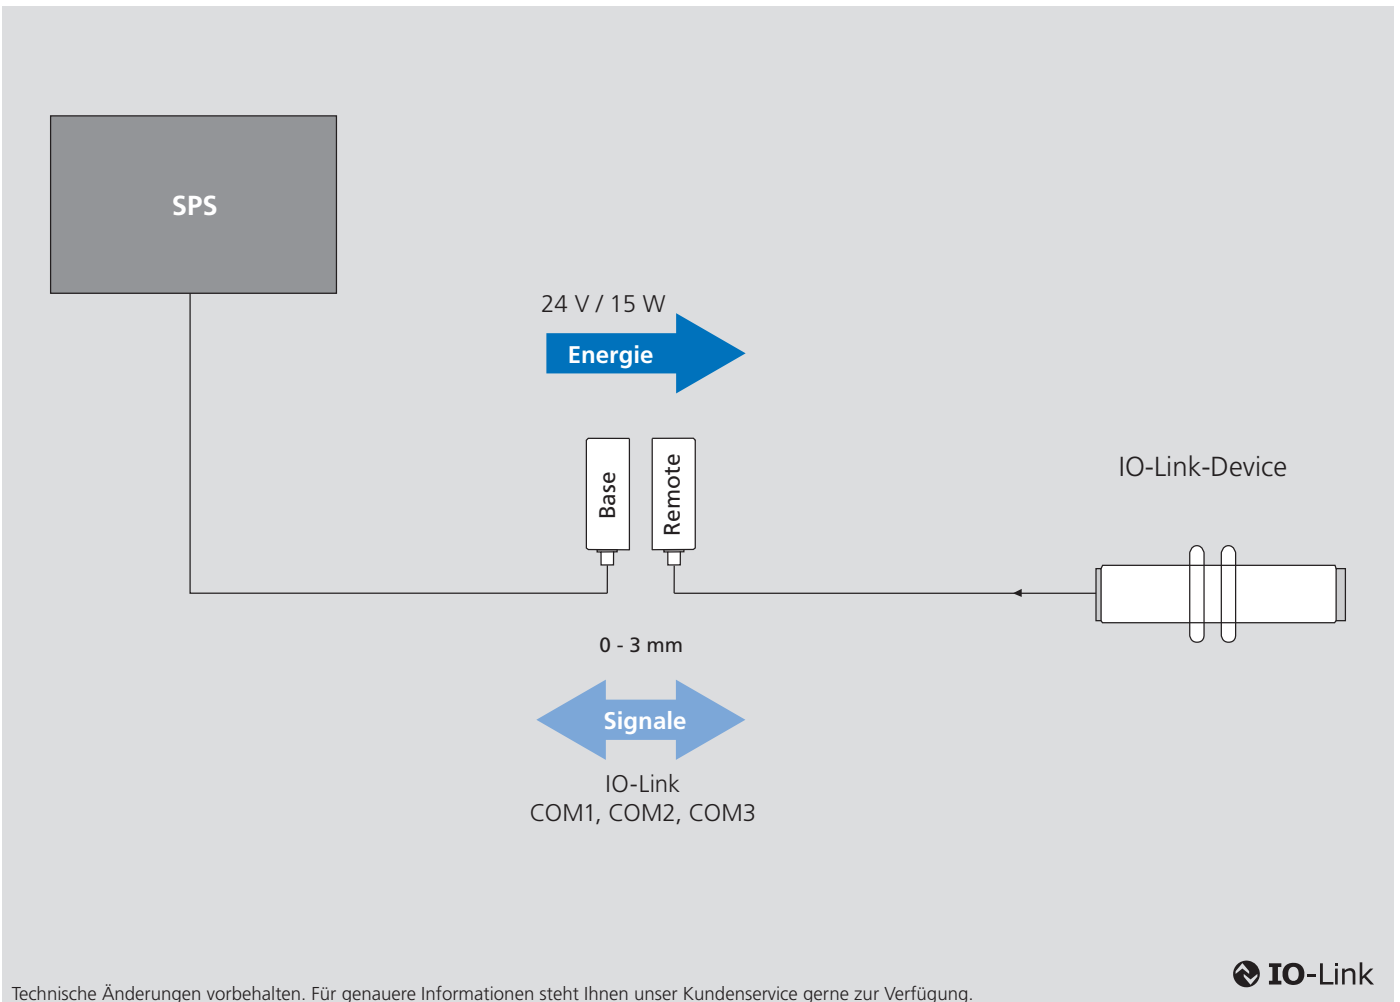 SPS
24 V / 15 W
Energie
Base
Remote
IO-Link-Device
0 - 3 mm
Signale
IO-Link
COM1, COM2, COM3
IO-Link
Technische Änderungen vorbehalten. Für genauere Informationen steht Ihnen unser Kundenservice gerne zur Verfügung.